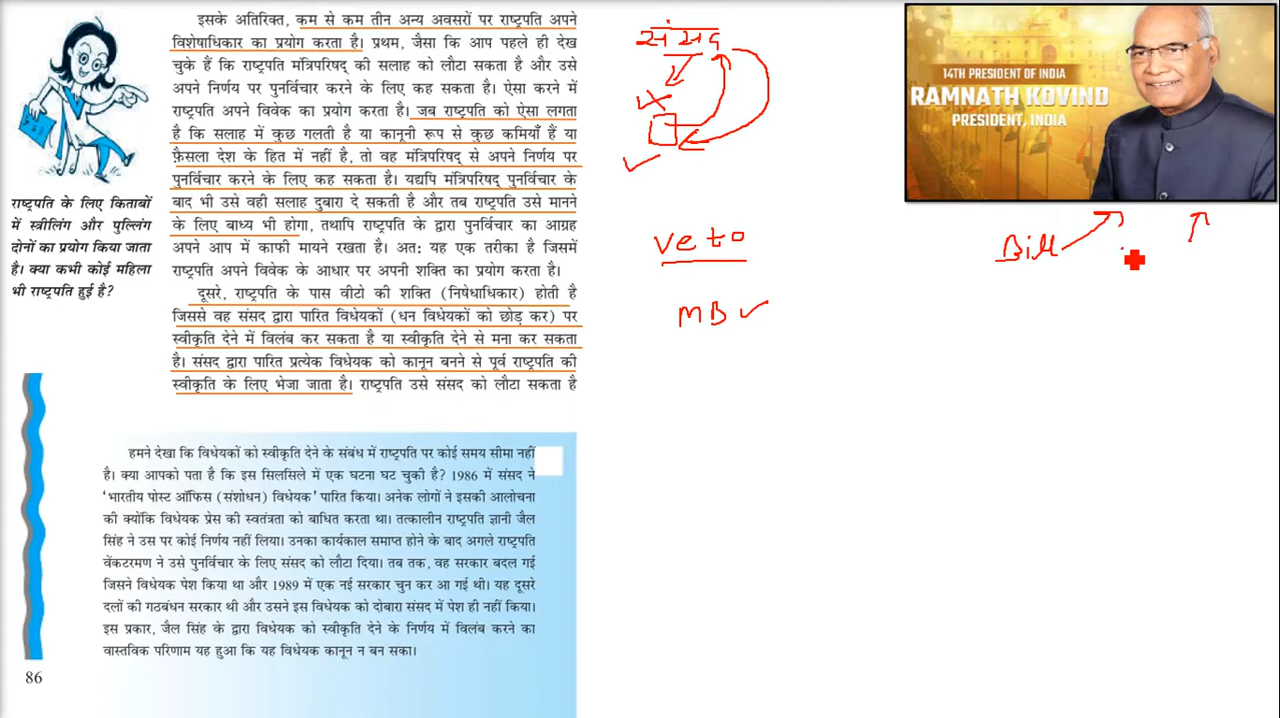 इसके अतिरिक्त, कम से कम तीन अन्य अवसरों पर राष्ट्रपति अपने
विशेषाधिकार का प्रयोग करता है। प्रथम, जैसा कि आप पहले ही देख
चुके हैं कि राष्ट्रपति मंत्रिपरिषद् की सलाह को लौटा सकता है और उसे
अपने निर्णय पर पुनर्विचार करने के लिए कह सकता है। ऐसा करने में
राष्ट्रपति अपने विवेक का प्रयोग करता है। जब राष्ट्रपति को ऐसा लगता
है कि सलाह में कुछ गलती है या कानूनी रूप से कुछ कमियाँ हैं या
फ़ैसला देश के हित में नहीं है, तो वह मंत्रिपरिषद् से अपने निर्णय पर
पुनर्विचार करने के लिए कह सकता है। यद्यपि मंत्रिपरिषद् पुनर्विचार के
बाद भी उसे वही सलाह दुबारा दे सकती है और तब राष्ट्रपति उसे मानने
के लिए बाध्य भी होगा, तथापि राष्ट्रपति के द्वारा पुनर्विचार का आग्रह
अपने आप में काफी मायने रखता है। अत: यह एक तरीका है जिसमें
राष्ट्रपति अपने विवेक के आधार पर अपनी शक्ति का प्रयोग करता है।
दूसरे, राष्ट्रपति के पास वीटो की शक्ति (निषेधाधिकार) होती है
जिससे वह संसद द्वारा पारित विधेयकों (धन विधेयकों को छोड़ कर) पर
स्वीकृति देने में विलंब कर सकता है या स्वीकृति देने से मना कर सकता
है। संसद द्वारा पारित प्रत्येक विधेयक को कानून बनने से पूर्व राष्ट्रपति की
स्वीकृति के लिए भेजा जाता है। राष्ट्रपति उसे संसद को लौटा सकता है
राष्ट्रपति के लिए किताबों
में स्त्रीलिंग और पुल्लिंग
दोनों का प्रयोग किया जाता
है। क्या कभी कोई महिला
भी राष्ट्रपति हुई है?
हमने देखा कि विधेयकों को स्वीकृति देने के संबंध में राष्ट्रपति पर कोई समय सीमा नहीं
है। क्या आपको पता है कि इस सिलसिले में एक घटना घट चुकी है? 1986 में संसद ने
‘भारतीय पोस्ट ऑफिस (संशोधन) विधेयक’ पारित किया। अनेक लोगों ने इसकी आलोचना
की क्योंकि विधेयक प्रेस की स्वतंत्रता को बाधित करता था। तत्कालीन राष्ट्रपति ज्ञानी जैल
सिंह ने उस पर कोई निर्णय नहीं लिया। उनका कार्यकाल समाप्त होने के बाद अगले राष्ट्रपति
वेंकटरमण ने उसे पुनर्विचार के लिए संसद को लौटा दिया। तब तक, वह सरकार बदल गई
जिसने विधेयक पेश किया था और 1989 में एक नई सरकार चुन कर आ गई थी। यह दूसरे
दलों की गठबंधन सरकार थी और उसने इस विधेयक को दोबारा संसद में पेश ही नहीं किया।
इस प्रकार, जैल सिंह के द्वारा विधेयक को स्वीकृति देने के निर्णय में विलंब करने का
वास्तविक परिणाम यह हुआ कि यह विधेयक कानून न बन सका।
86
संसद
veto
MB
14TH PRESIDENT OF INDIA
RAMNATH KOVIND
PRESIDENT, INDIA
Bill